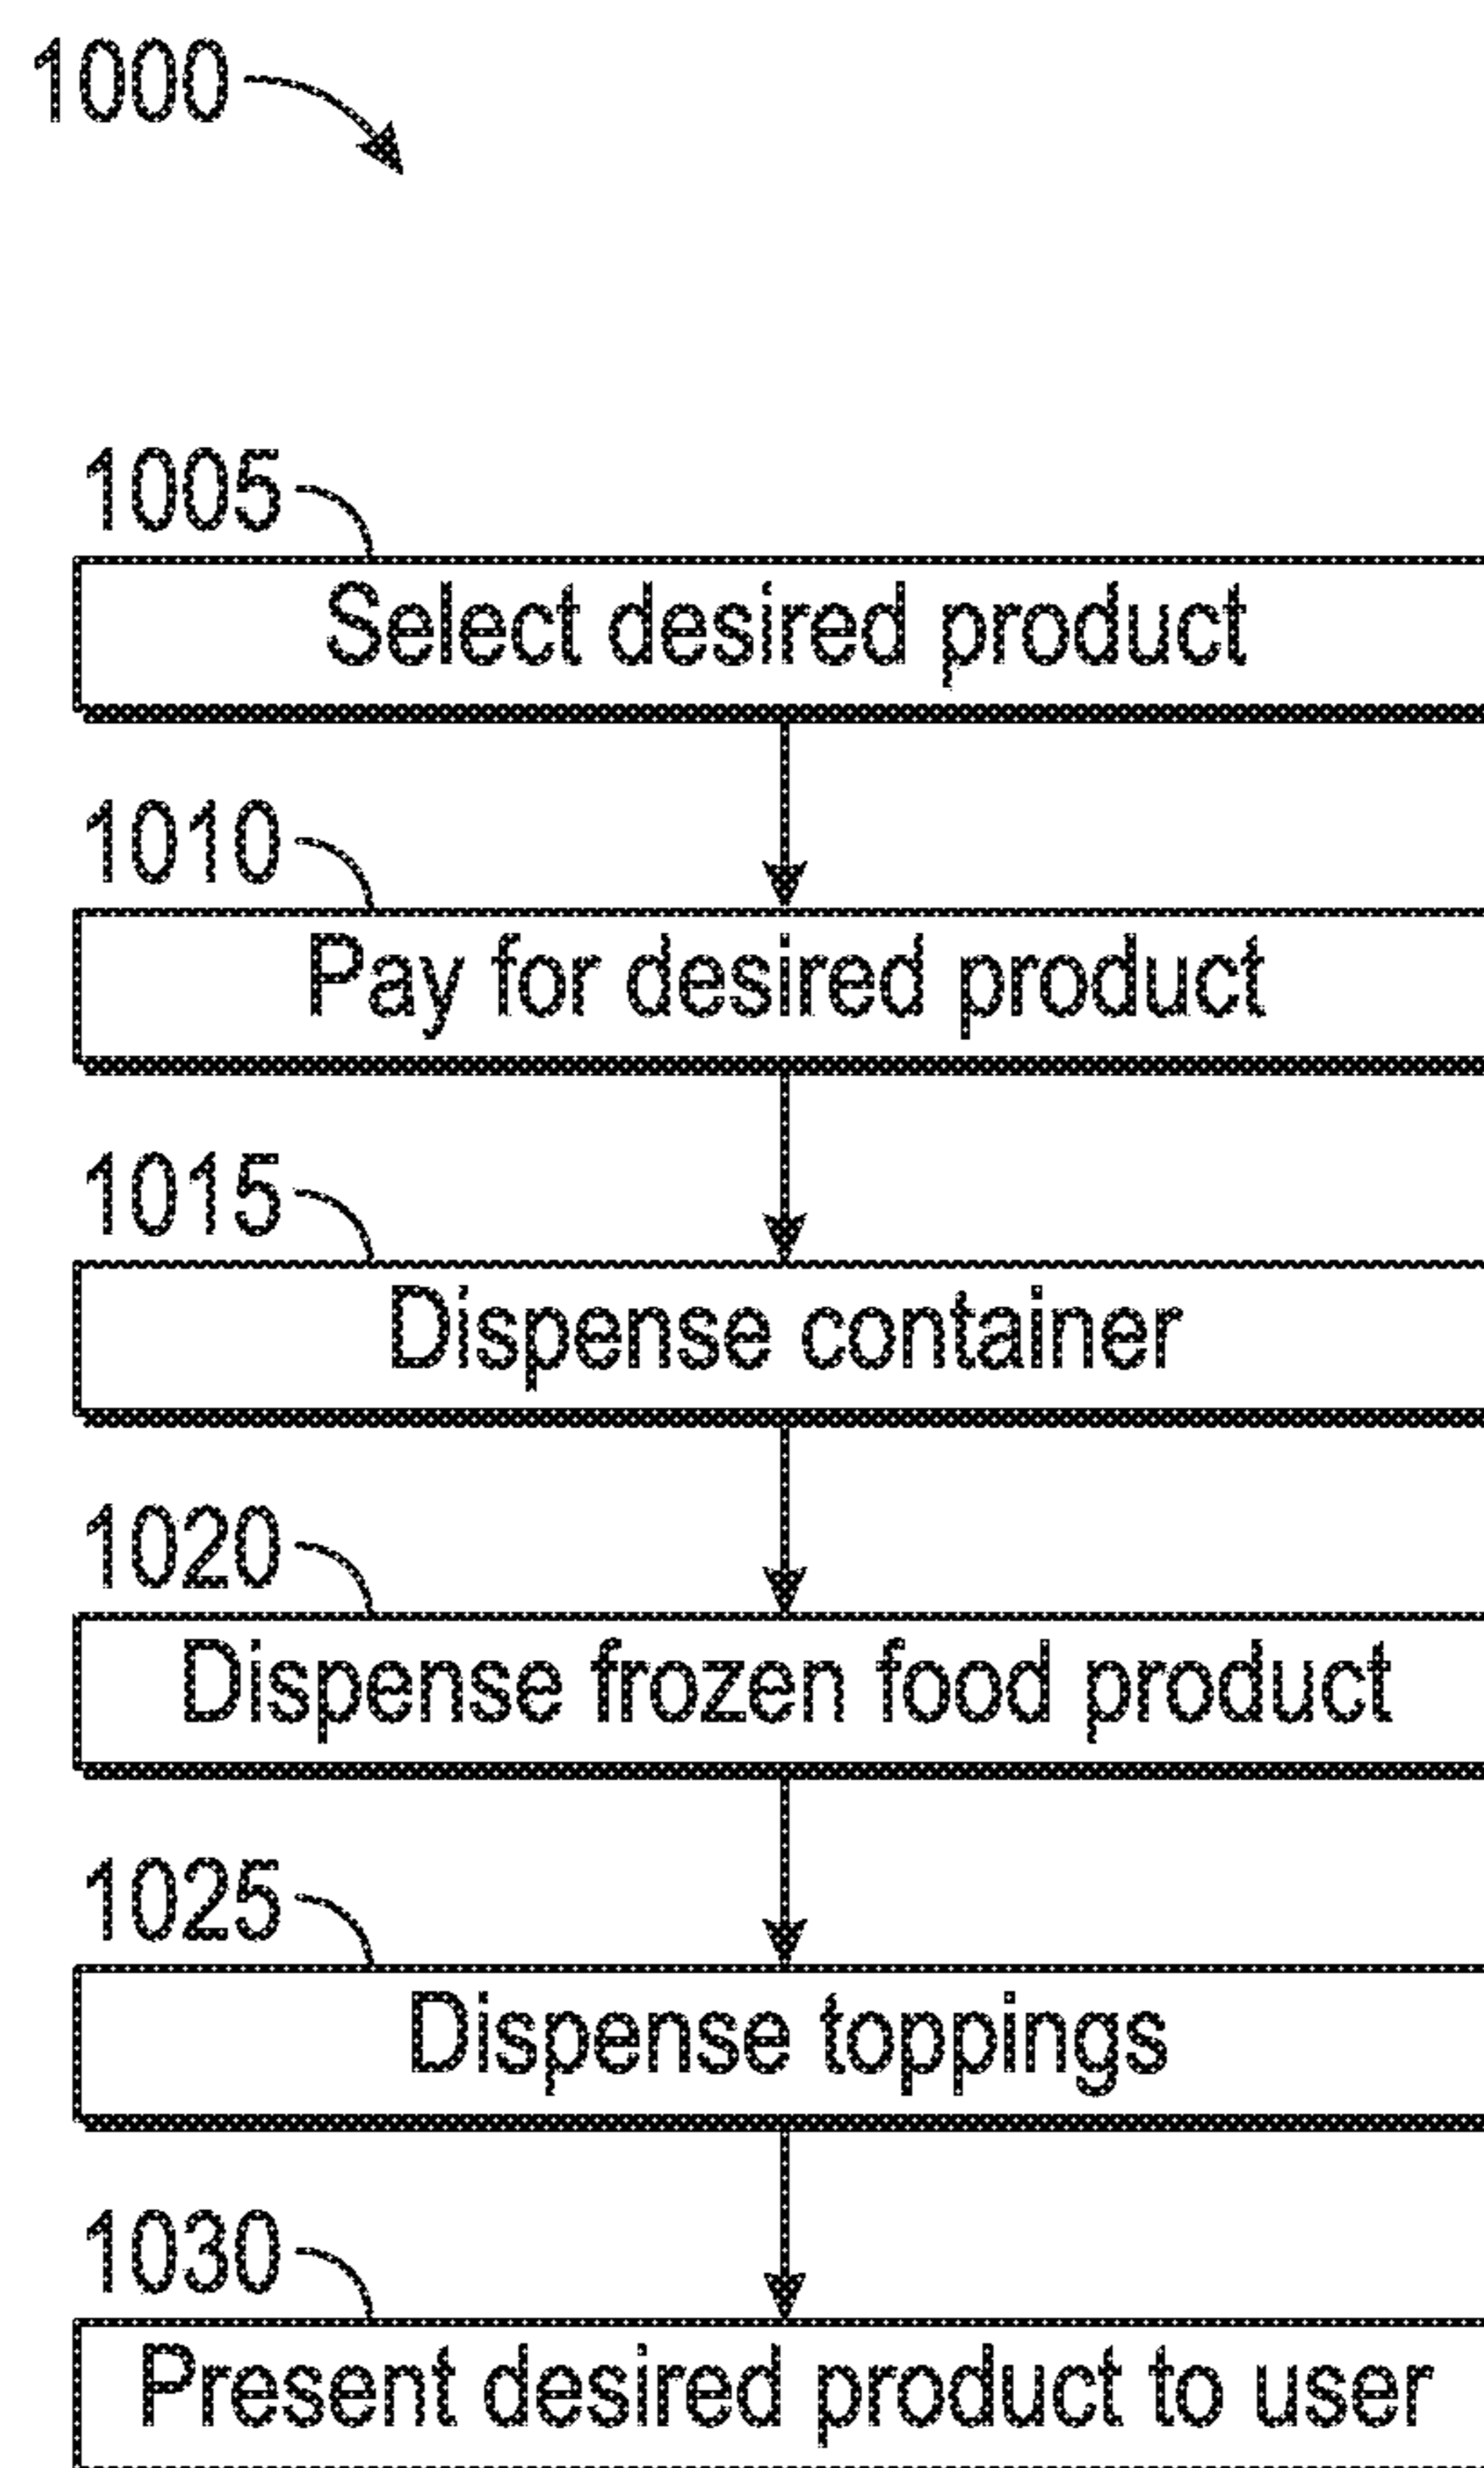 1000
1005
Select desired product
1010
Pay for desired product
1015
Dispense container
1020
Dispense frozen food product
1025
Dispense toppings
1030
Present desired product to user